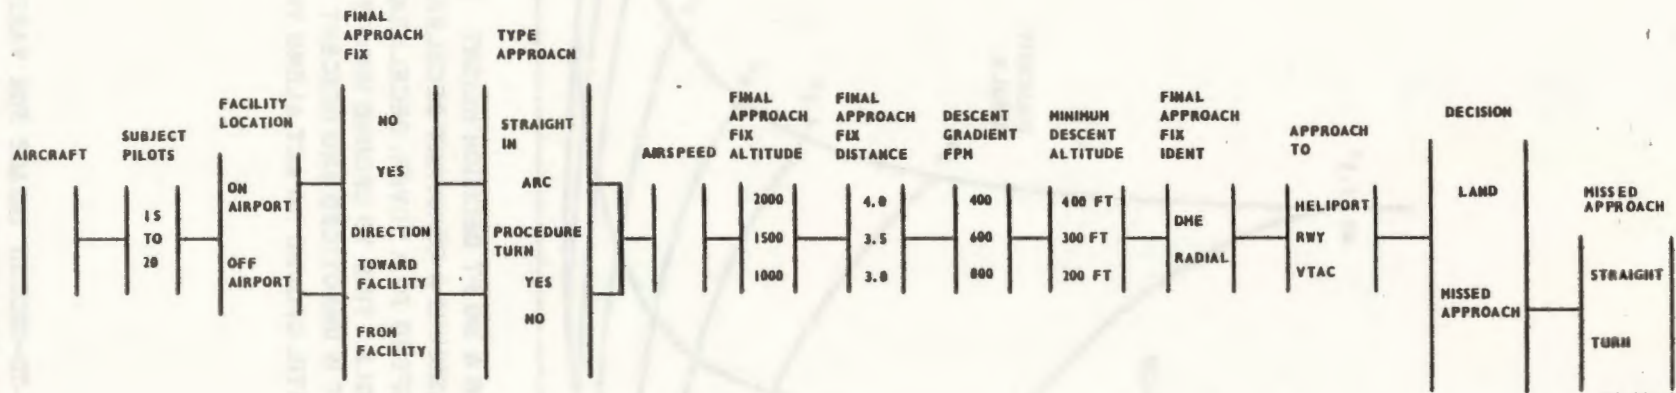 AIRCRAFT
SUBJECT
PILOTS
15
TO
20
FACILITY
LOCATION
ON
AIRPORT
OFF
AIRPORT
FINAL
APPROACH
FIX
NO
YES
DIRECTION
TOWARD
FACILITY
FROM
FACILITY
TYPE
APPROACH
STRAIGHT
IN
ARC
PROCEDURE
TURN
YES
NO
AIRSPEED
FINAL
APPROACH
FIX
ALTITUDE
2000
1500
1000
FINAL
APPROACH
FIX
DISTANCE
4.0
3.5
3.0
DESCENT
GRADIENT
FPM
400
600
800
MINIMUM
DESCENT
ALTITUDE
400 FT
300 FT
200 FT
FINAL
APPROACH
FIX
IDENT
DME
RADIAL
APPROACH
TO
HELIPORT
RWY
VTAC
DECISION
LAND
MISSED
APPROACH
MISSED
APPROACH
STRAIGHT
TURN